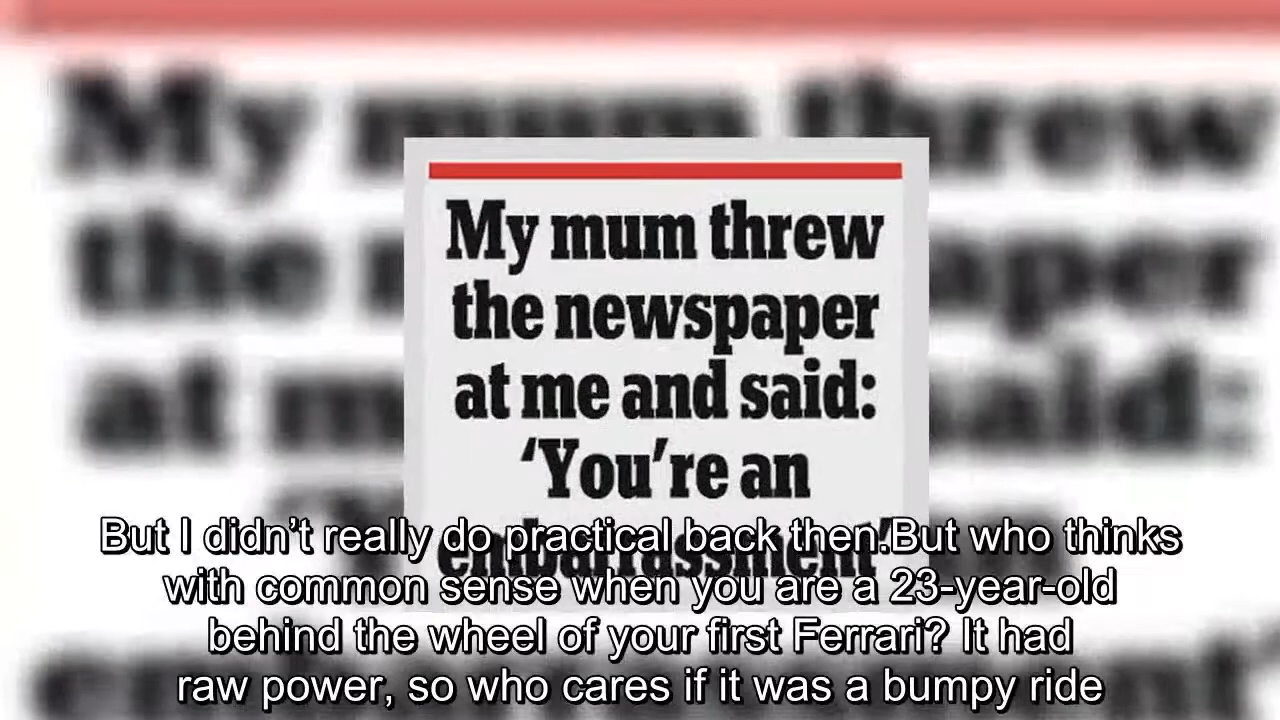 My mum threw
the newspaper
at me and said:
‘You’re an
embarrassment’
But I didn’t really do practical back then.But who thinks
with common sense when you are a 23-year-old
behind the wheel of your first Ferrari? It had
raw power, so who cares if it was a bumpy ride